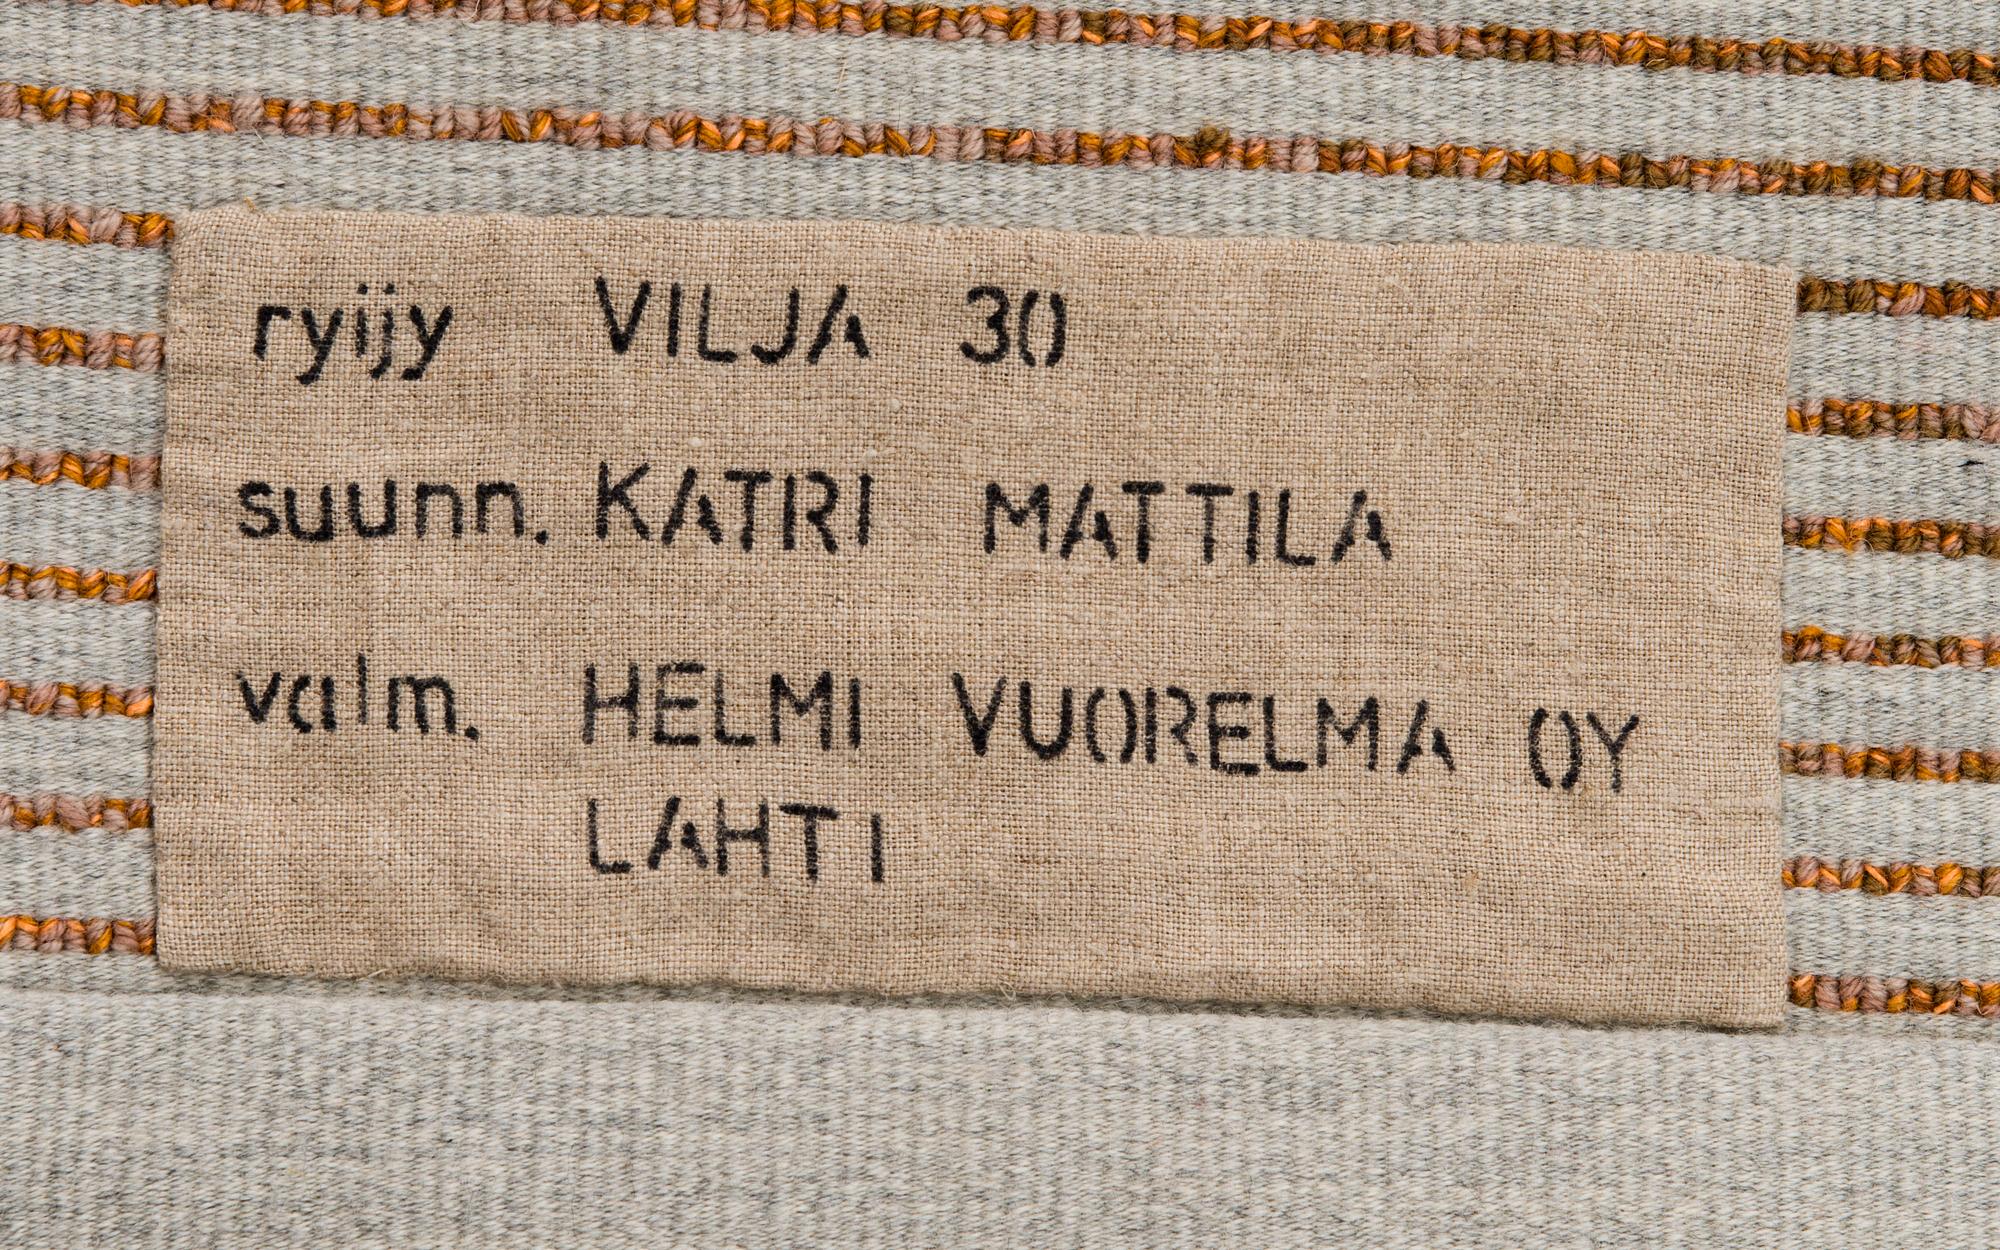 ryijy VILJA 30
suunn. KATRI MATTILA
valm. HELMI VUORELMA OY
LAHTI